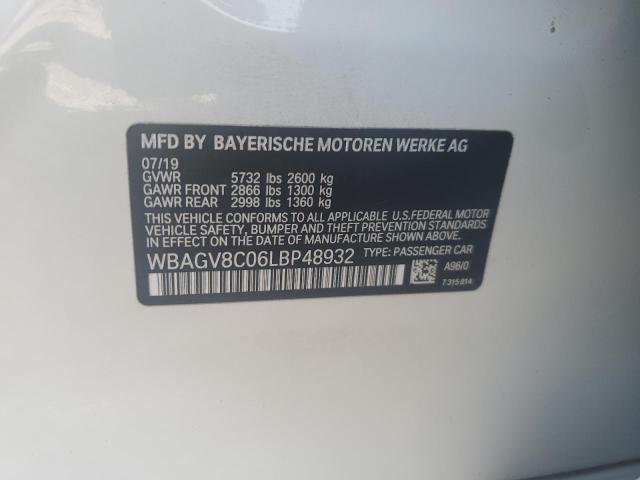 MFD BY BAYERISCHE MOTOREN WERKE AG
07/19
GVWR 5732 lbs 2600 kg
GAWR FRONT 2866 lbs 1300 kg
GAWR REAR 2998 lbs 1360 kg
THIS VEHICLE CONFORMS TO ALL APPLICABLE U.S.FEDERAL MOTOR
VEHICLE SAFETY, BUMPER AND THEFT PREVENTION STANDARDS
IN EFFECT ON THE DATE OF MANUFACTURE SHOWN ABOVE.
WBAGV8C06LBP48932 TYPE: PASSENGER CAR
A96/0
7 315 814